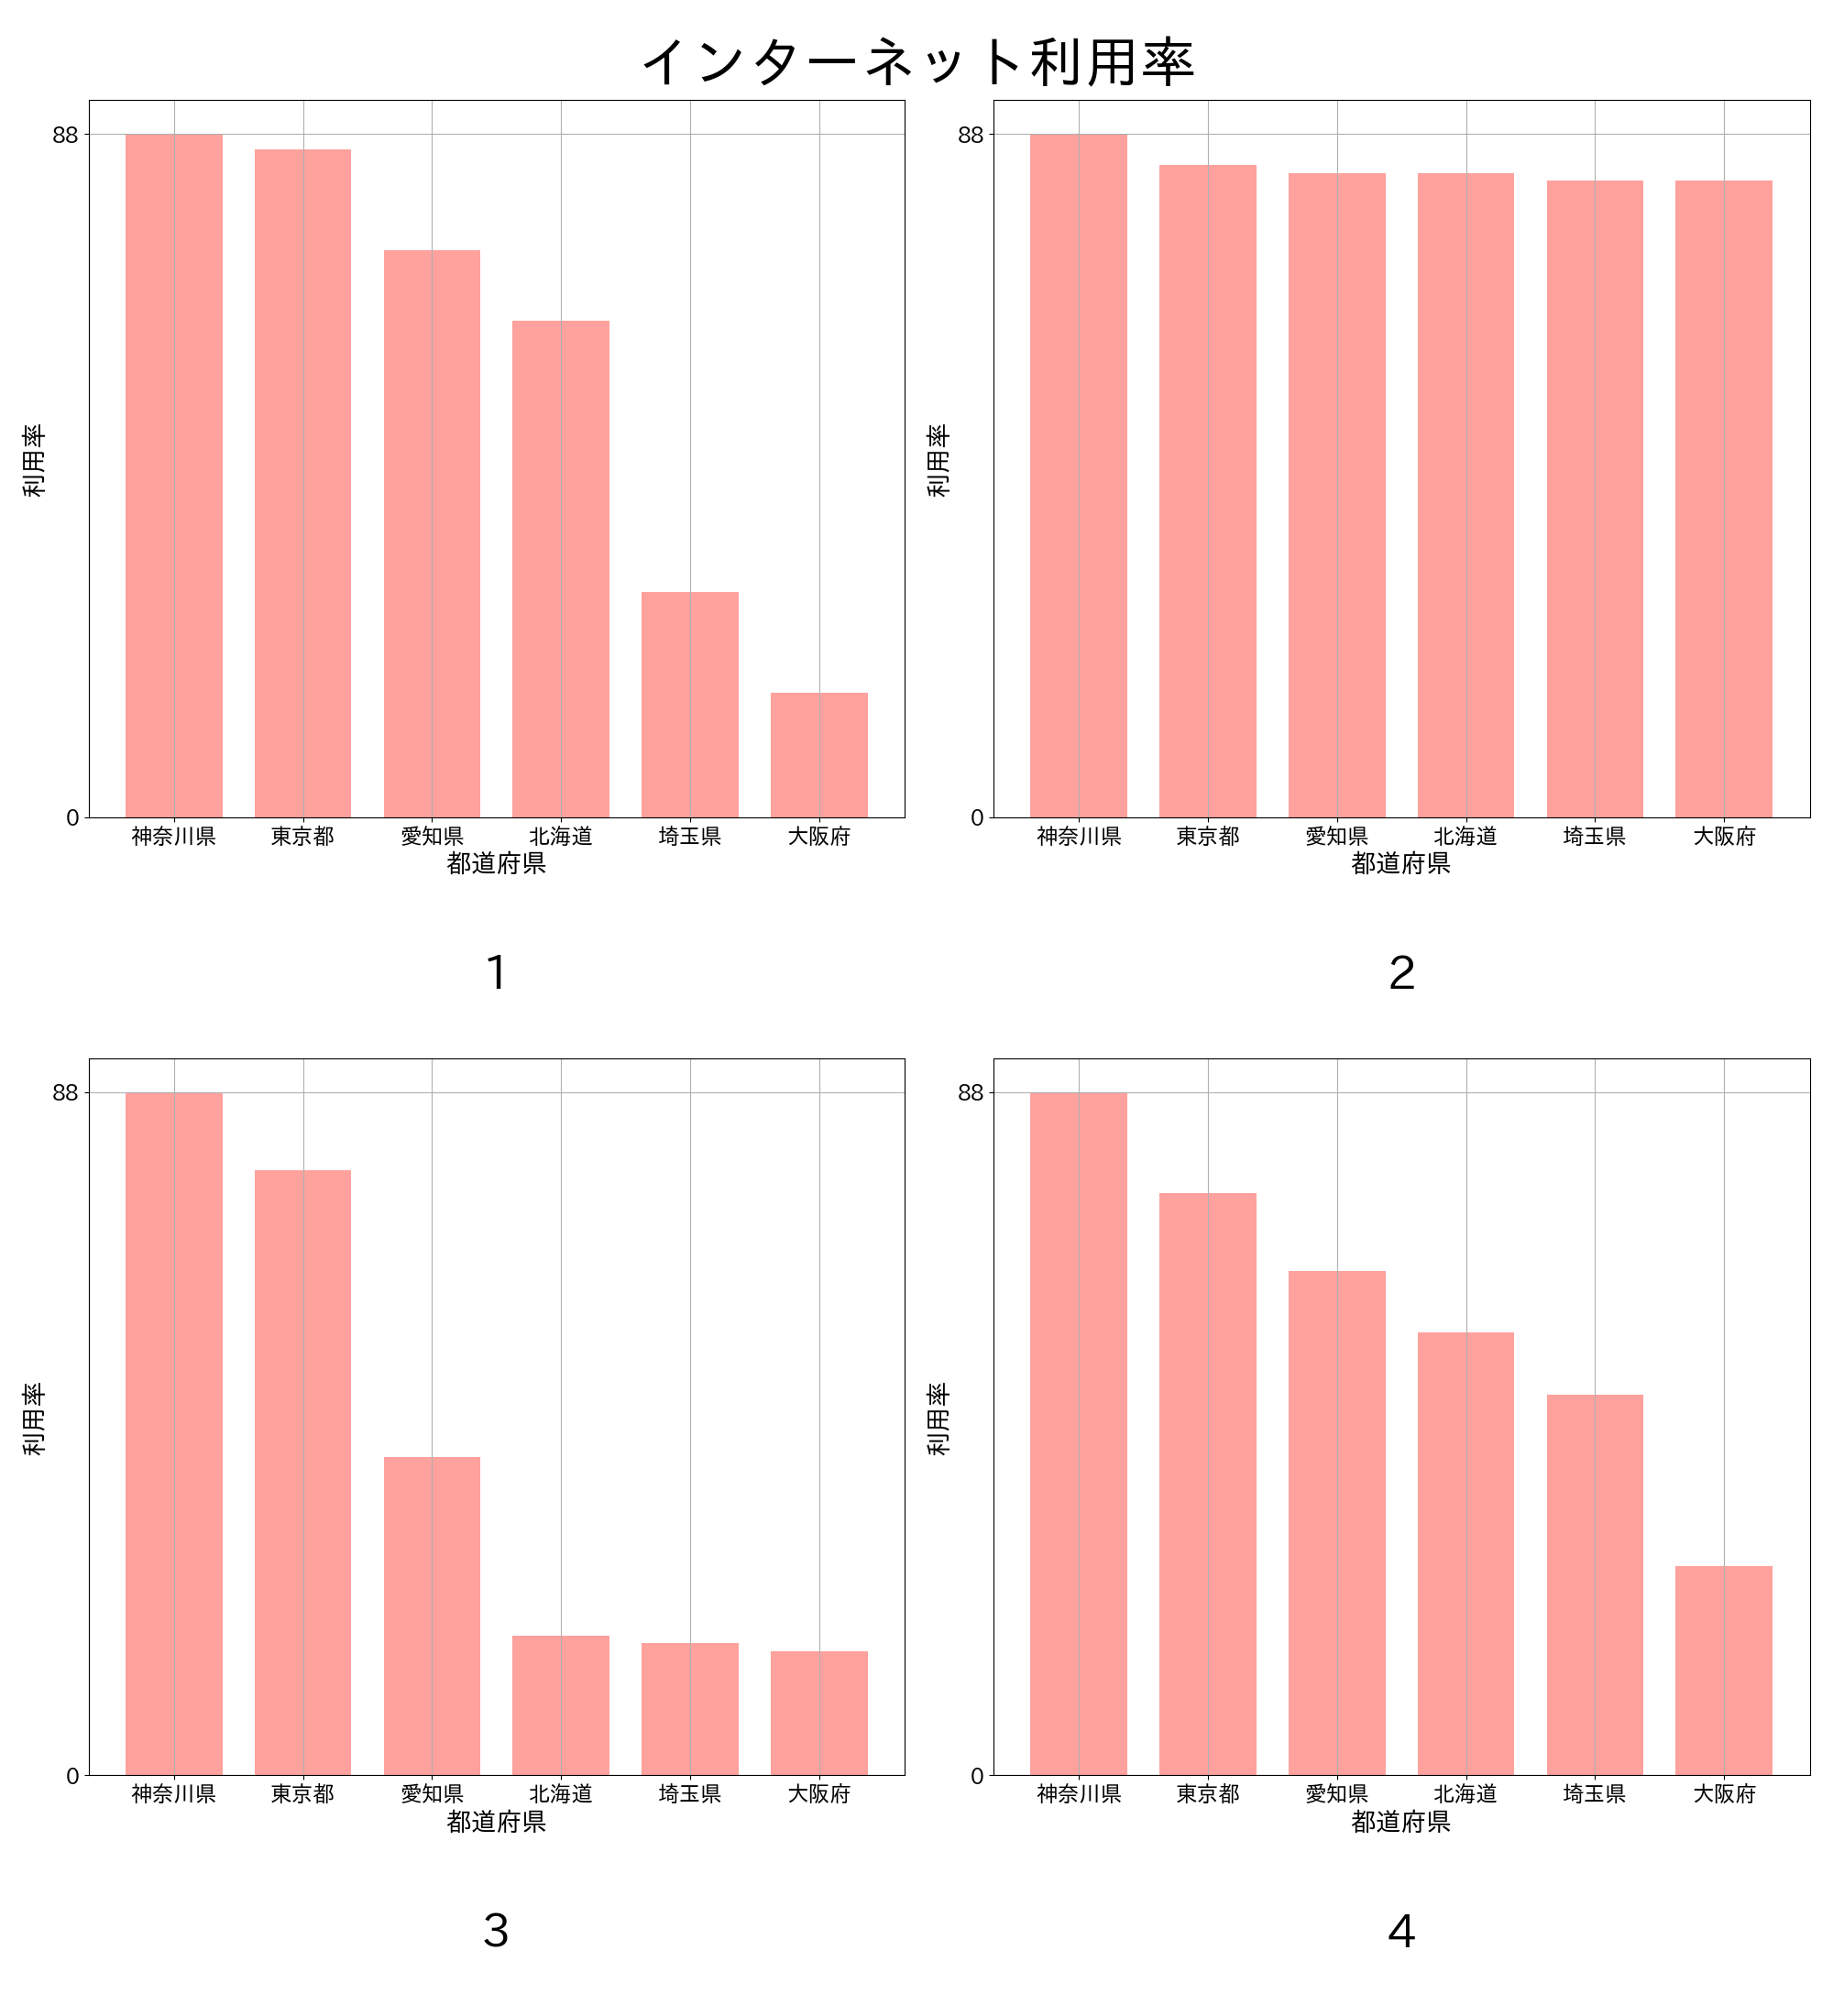 インターネット利用率
88
0
利用率
神奈川県 東京都 愛知県 北海道 埼玉県 大阪府
都道府県
1
88
0
利用率
神奈川県 東京都 愛知県 北海道 埼玉県 大阪府
都道府県
2
88
0
利用率
神奈川県 東京都 愛知県 北海道 埼玉県 大阪府
都道府県
3
88
0
利用率
神奈川県 東京都 愛知県 北海道 埼玉県 大阪府
都道府県
4